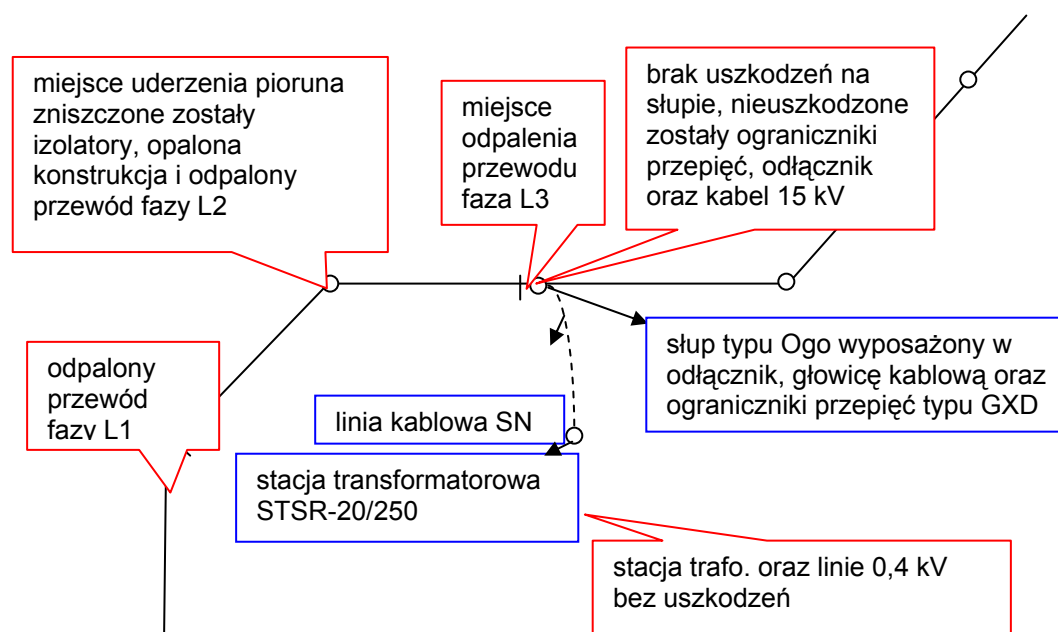 miejsce uderzenia pioruna
zniszczone zostały
izolatory, opalona
konstrukcja i odpalony
przewód fazy L2
miejsce
odpalenia
przewodu
faza L3
brak uszkodzeń na
słupie, nieuszkodzone
zostały ograniczniki
przepięć, odłącznik
oraz kabel 15 kV
odpalony
przewód
fazy L1
linia kablowa SN
słup typu Ogo wyposażony w
odłącznik, głowicę kablową oraz
ograniczniki przepięć typu GXD
stacja transformatorowa
STSR-20/250
stacja trafo. oraz linie 0,4 kV
bez uszkodzeń